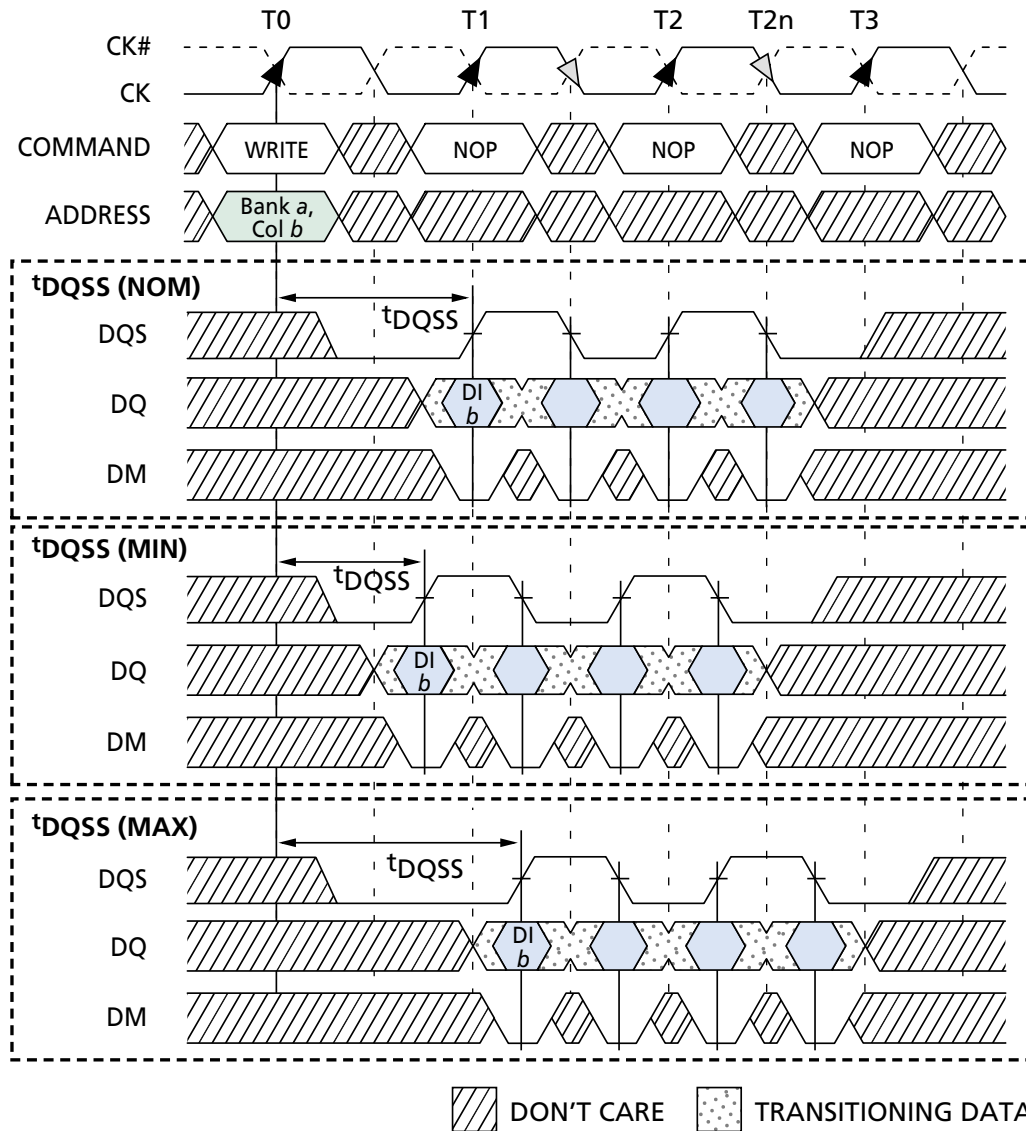 T0 T1 T2 T2n T3
CK#
CK
COMMAND WRITE NOP NOP NOP
ADDRESS Bank a,
Col b
tDQSS (NOM)
tDQSS
DQS
DQ DI
b
DM
tDQSS (MIN)
tDQSS
DQS
DQ DI
b
DM
tDQSS (MAX)
tDQSS
DQS
DQ DI
b
DM
DON'T CARE TRANSITIONING DATA